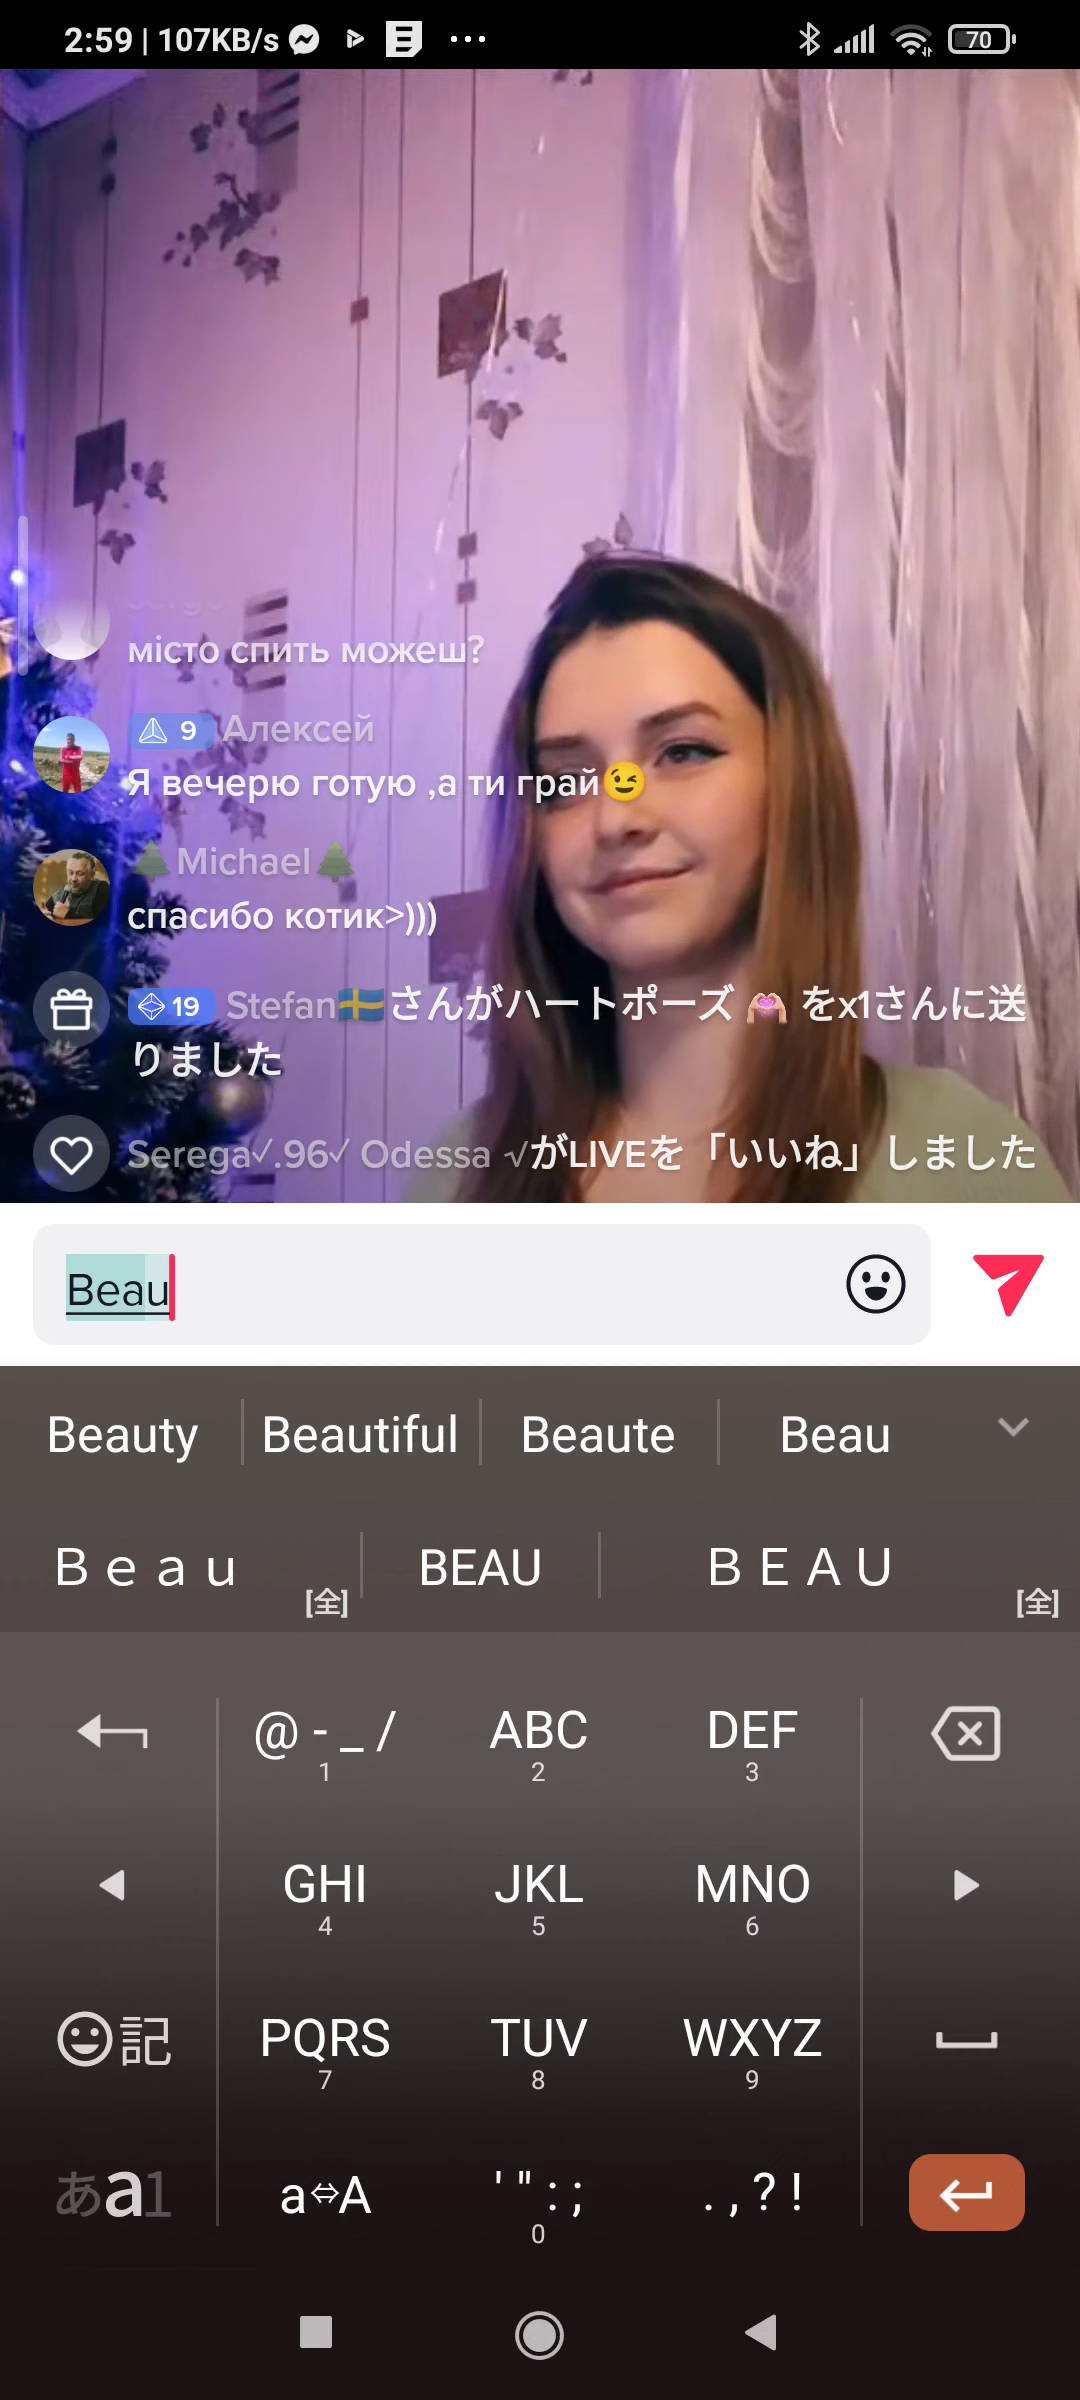 2:59 | 107KB/s
70
місто спить можеш?
9 Алексей
Я вечерю готую ,а ти грай😉
🌲Michael🌲
спасибо котик>)))
19 Stefan🇸🇪さんがハートポーズ 🫶 をx1さんに送
りました
Serega✓.96✓ Odessa √がLIVEを「いいね」しました
Beau
Beauty Beautiful Beaute Beau
Ｂｅａｕ [全] BEAU ＢＥＡＵ [全]
@ - _ / ABC DEF
1 2 3
GHI JKL MNO
4 5 6
記 PQRS TUV WXYZ
7 8 9
あa1 a⇔A ' " : ; . , ? !
0